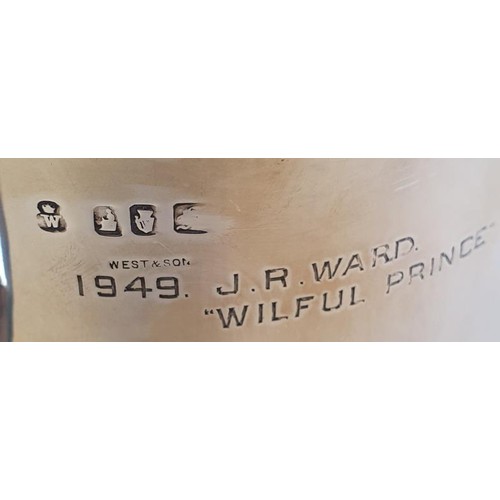 W
WEST & SON
1949. J. R. WARD.
"WILFUL PRINCE"